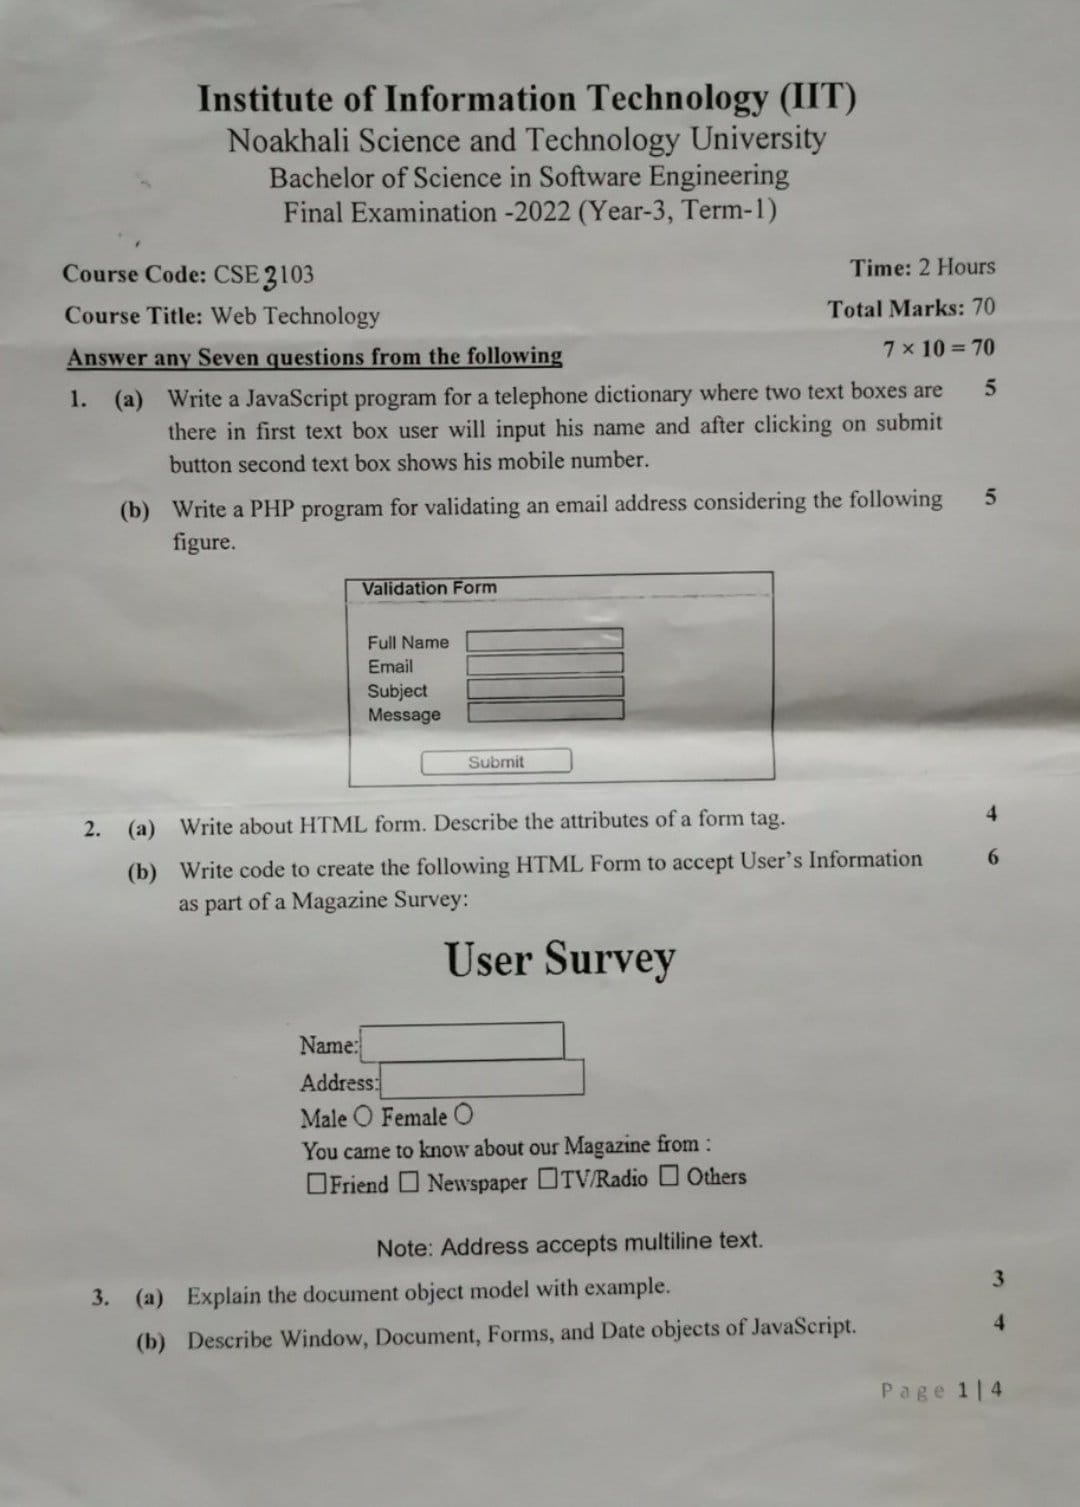 Institute of Information Technology (IIT)
Noakhali Science and Technology University
Bachelor of Science in Software Engineering
Final Examination -2022 (Year-3, Term-1)
Course Code: CSE 3103
Time: 2 Hours
Course Title: Web Technology
Total Marks: 70
Answer any Seven questions from the following
7 × 10 = 70
1. (a) Write a JavaScript program for a telephone dictionary where two text boxes are 5
there in first text box user will input his name and after clicking on submit
button second text box shows his mobile number.
(b) Write a PHP program for validating an email address considering the following 5
figure.
Validation Form
Full Name
Email
Subject
Message
Submit
2. (a) Write about HTML form. Describe the attributes of a form tag. 4
(b) Write code to create the following HTML Form to accept User's Information 6
as part of a Magazine Survey:
User Survey
Name:
Address:
Male Female
You came to know about our Magazine from :
Friend Newspaper TV/Radio Others
Note: Address accepts multiline text.
3. (a) Explain the document object model with example. 3
(b) Describe Window, Document, Forms, and Date objects of JavaScript. 4
Page 1 | 4